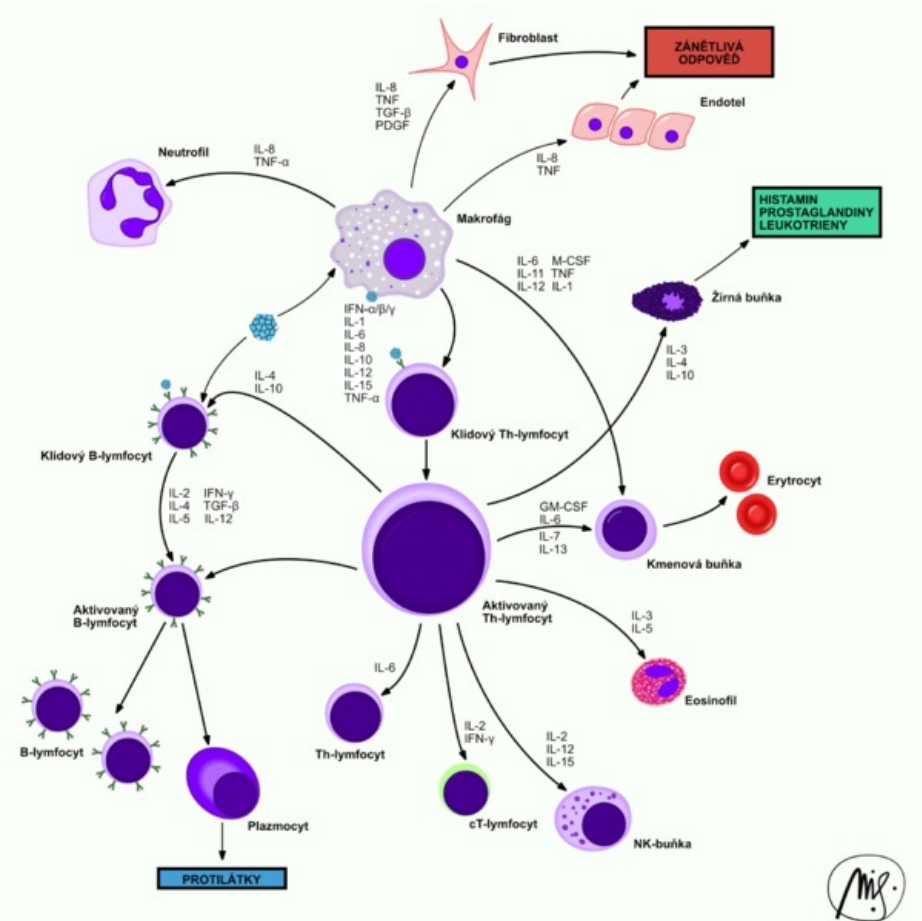 Fibroblast
ZÁNĚTLIVÁ
ODPOVĚĎ
IL-8
TNF
TGF-β
PDGF
Endotel
Neutrofil
IL-8
TNF-α
IL-8
TNF
Makrofág
HISTAMIN
PROSTAGLANDINY
LEUKOTRIENY
IL-6 M-CSF
IL-11 TNF
IL-12 IL-1
Žírná buňka
IFN-α/β/γ
IL-1
IL-6
IL-8
IL-10
IL-12
IL-15
TNF-α
IL-3
IL-4
IL-10
IL-4
IL-10
Klidový Th-lymfocyt
Klidový B-lymfocyt
Erytrocyt
IL-2 IFN-γ
IL-4 TGF-β
IL-5 IL-12
GM-CSF
IL-6
IL-7
IL-13
Kmenová buňka
Aktivovaný
B-lymfocyt
Aktivovaný
Th-lymfocyt
IL-3
IL-5
IL-6
Eosinofil
B-lymfocyt
Th-lymfocyt
IL-2
IFN-γ
IL-2
IL-12
IL-15
Plazmocyt
cT-lymfocyt
NK-buňka
PROTILÁTKY